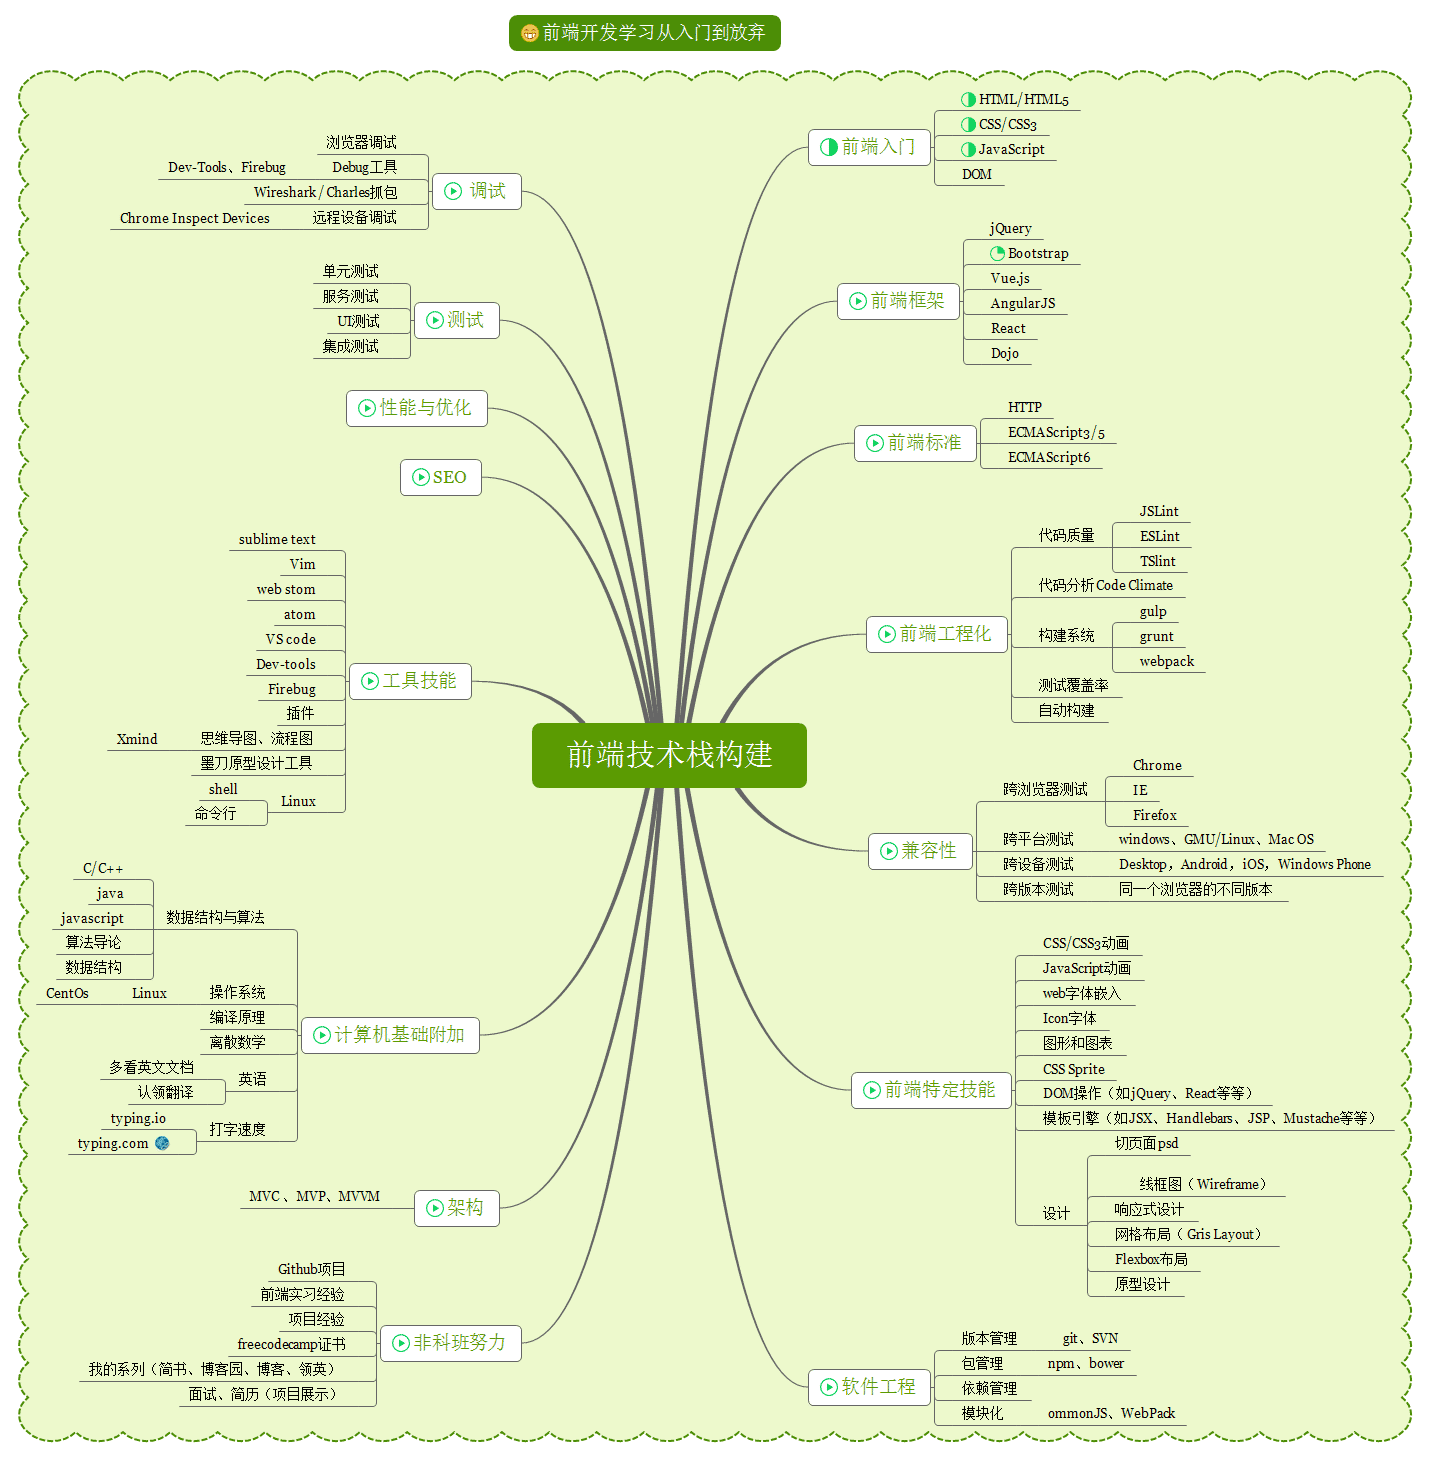 前端开发学习从入门到放弃
前端技术栈构建
前端入门
HTML/HTML5
CSS/CSS3
JavaScript
DOM
前端框架
jQuery
Bootstrap
Vue.js
AngularJS
React
Dojo
前端标准
HTTP
ECMAScript3/5
ECMAScript6
前端工程化
代码质量
JSLint
ESLint
TSlint
代码分析 Code Climate
构建系统
gulp
grunt
webpack
测试覆盖率
自动构建
兼容性
跨浏览器测试
Chrome
IE
Firefox
跨平台测试
windows、GMU/Linux、Mac OS
跨设备测试
Desktop，Android，iOS，Windows Phone
跨版本测试
同一个浏览器的不同版本
前端特定技能
CSS/CSS3动画
JavaScript动画
web字体嵌入
Icon字体
图形和图表
CSS Sprite
DOM操作（如jQuery、React等等）
模板引擎（如JSX、Handlebars、JSP、Mustache等等）
设计
切页面psd
线框图（Wireframe）
响应式设计
网格布局（ Gris Layout）
Flexbox布局
原型设计
软件工程
版本管理
git、SVN
包管理
npm、bower
依赖管理
模块化
ommonJS、WebPack
调试
浏览器调试
Debug工具
Dev-Tools、Firebug
Wireshark / Charles抓包
远程设备调试
Chrome Inspect Devices
测试
单元测试
服务测试
UI测试
集成测试
性能与优化
SEO
工具技能
sublime text
Vim
web stom
atom
VS code
Dev-tools
Firebug
插件
思维导图、流程图
Xmind
墨刀原型设计工具
Linux
shell
命令行
计算机基础附加
数据结构与算法
C/C++
java
javascript
算法导论
数据结构
操作系统
Linux
CentOs
编译原理
离散数学
英语
多看英文文档
认领翻译
打字速度
typing.io
typing.com
架构
MVC 、MVP、MVVM
非科班努力
Github项目
前端实习经验
项目经验
freecodecamp证书
我的系列（简书、博客园、博客、领英）
面试、简历（项目展示）